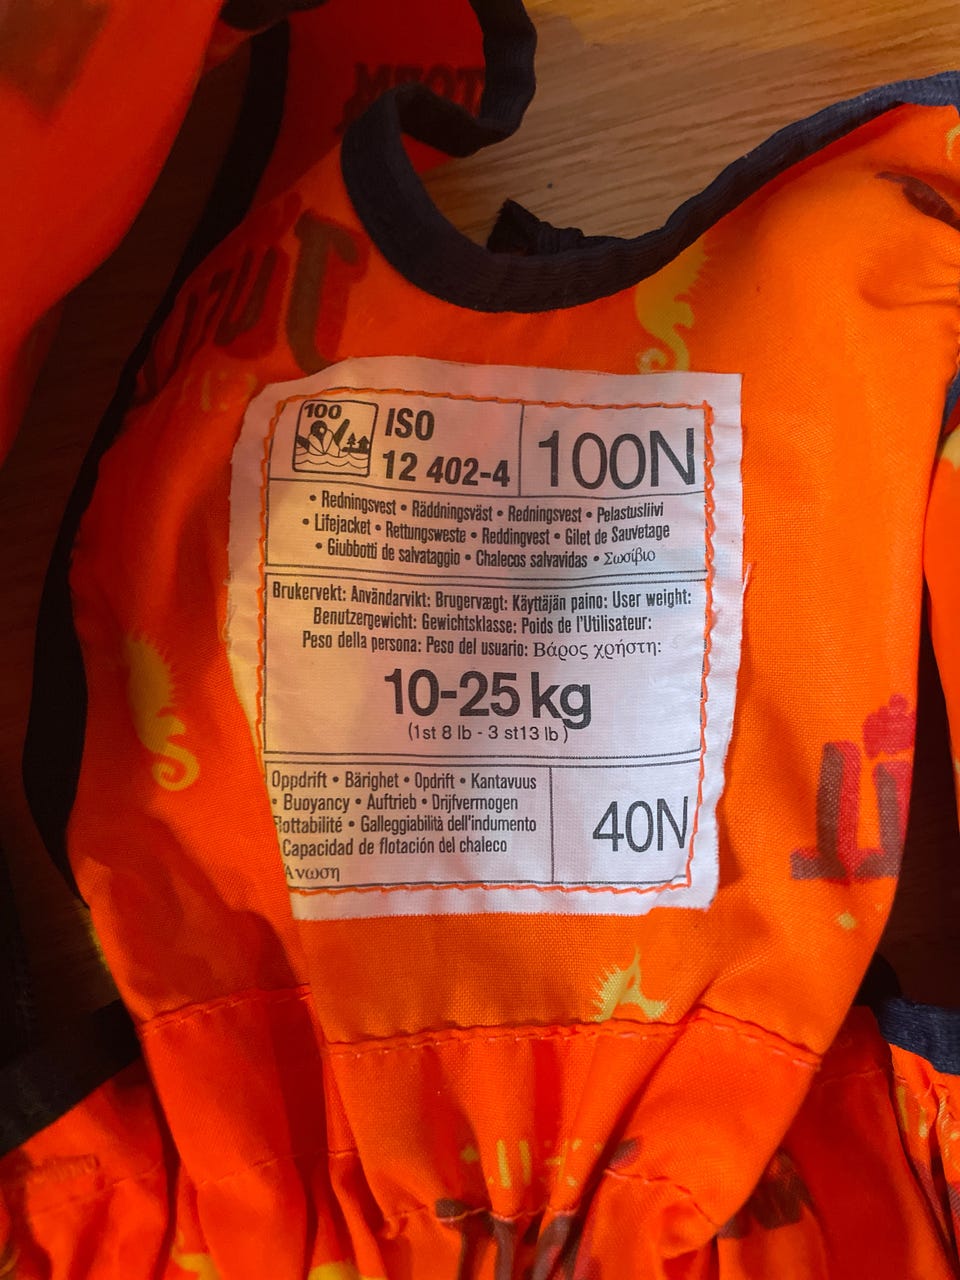 100
ISO
12 402-4
100N
• Redningsvest • Räddningsväst • Redningsvest • Pelastusliivi
• Lifejacket • Rettungsweste • Reddingvest • Gilet de Sauvetage
• Giubbotti de salvataggio • Chalecos salvavidas • Σωσίβιο
Brukervekt: Användarvikt: Brugervægt: Käyttäjän paino: User weight:
Benutzergewicht: Gewichtsklasse: Poids de l'Utilisateur:
Peso della persona: Peso del usuario: Βάρος χρήστη:
10-25 kg
(1st 8 lb - 3 st13 lb )
Oppdrift • Bärighet • Opdrift • Kantavuus
• Buoyancy • Auftrieb • Drijfvermogen
Flottabilité • Galleggiabilità dell'indumento
Capacidad de flotación del chaleco
Άνωση
40N